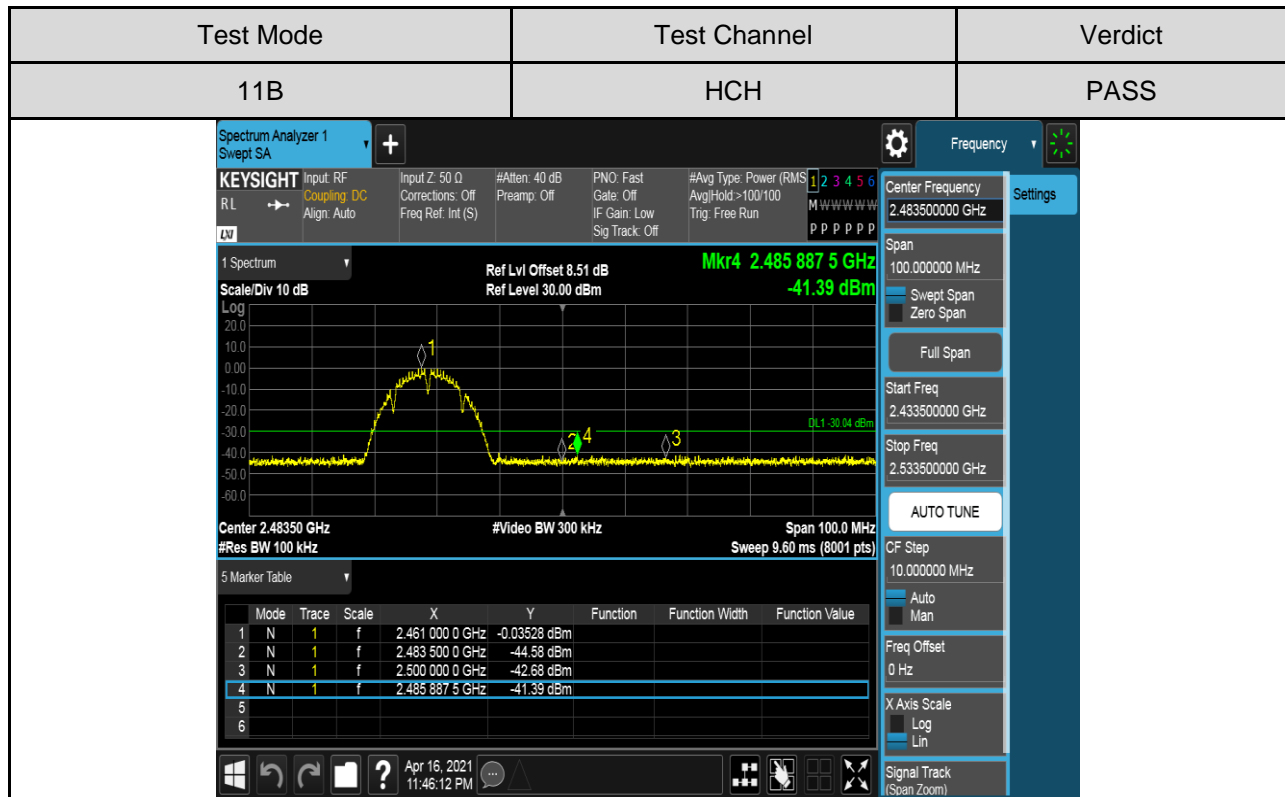 Test Mode Test Channel Verdict
11B HCH PASS
Spectrum Analyzer 1
Swept SA
+
Frequency
KEYSIGHT Input: RF Input Z: 50 Ω #Atten: 40 dB PNO: Fast #Avg Type: Power (RMS 1 2 3 4 5 6
RL Coupling: DC Corrections: Off Preamp: Off Gate: Off Avg|Hold:>100/100 M W W W W W
Align: Auto Freq Ref: Int (S) IF Gain: Low Trig: Free Run
LXI Sig Track: Off P P P P P P
1 Spectrum
Ref Lvl Offset 8.51 dB Mkr4 2.485 887 5 GHz
Scale/Div 10 dB Ref Level 30.00 dBm -41.39 dBm
Log
20.0
10.0
0.00
-10.0
-20.0
-30.0
-40.0
-50.0
-60.0
1
2
4
3
DL1 -30.04 dBm
Center 2.48350 GHz #Video BW 300 kHz Span 100.0 MHz
#Res BW 100 kHz Sweep 9.60 ms (8001 pts)
5 Marker Table
Mode Trace Scale X Y Function Function Width Function Value
1 N 1 f 2.461 000 0 GHz -0.03528 dBm
2 N 1 f 2.483 500 0 GHz -44.58 dBm
3 N 1 f 2.500 000 0 GHz -42.68 dBm
4 N 1 f 2.485 887 5 GHz -41.39 dBm
5
6
?
Apr 16, 2021
11:46:12 PM
Center Frequency
2.483500000 GHz
Settings
Span
100.000000 MHz
Swept Span
Zero Span
Full Span
Start Freq
2.433500000 GHz
Stop Freq
2.533500000 GHz
AUTO TUNE
CF Step
10.000000 MHz
Auto
Man
Freq Offset
0 Hz
X Axis Scale
Log
Lin
Signal Track
(Span Zoom)